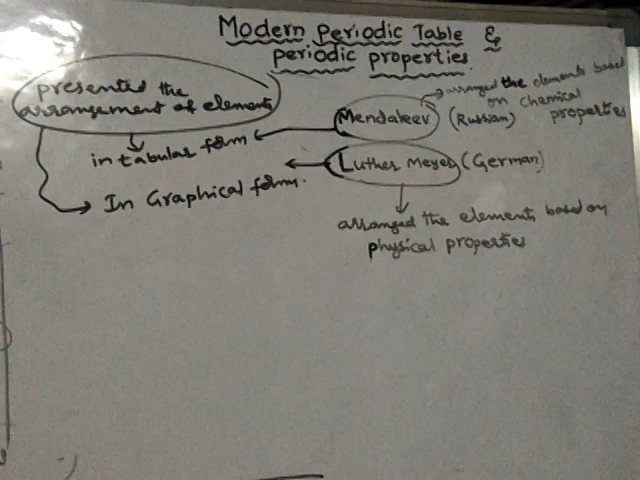 Modern Periodic Table &
periodic properties
presented the
arrangement of elements
in tabular form
In Graphical form.
Mendaleev
(Russian)
arranged the elements based
on chemical
properties
Luther Meyer (German)
arranged the elements based on
physical properties